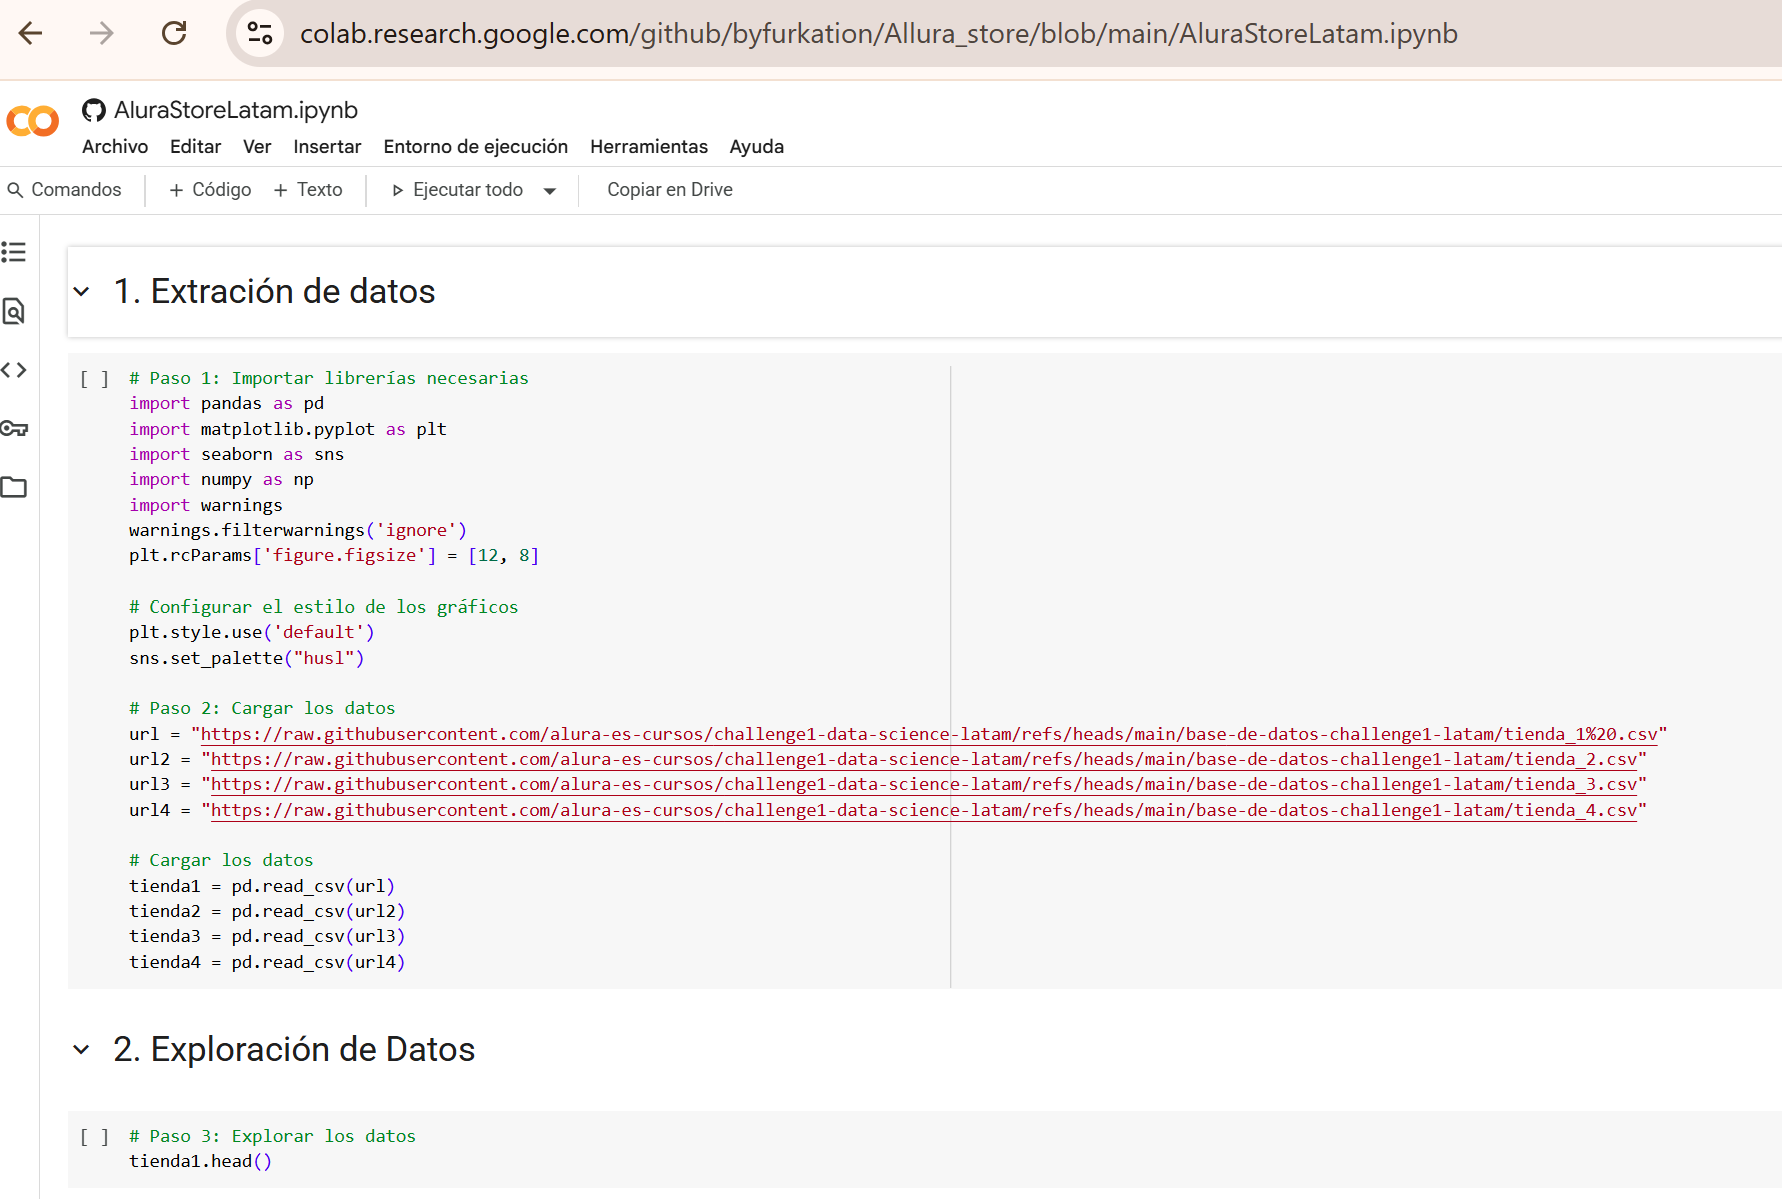 colab.research.google.com/github/byfurkation/Allura_store/blob/main/AluraStoreLatam.ipynb
AluraStoreLatam.ipynb
Archivo Editar Ver Insertar Entorno de ejecución Herramientas Ayuda
Comandos + Código + Texto Ejecutar todo Copiar en Drive
1. Extración de datos
[ ] # Paso 1: Importar librerías necesarias
import pandas as pd
import matplotlib.pyplot as plt
import seaborn as sns
import numpy as np
import warnings
warnings.filterwarnings('ignore')
plt.rcParams['figure.figsize'] = [12, 8]
# Configurar el estilo de los gráficos
plt.style.use('default')
sns.set_palette("husl")
# Paso 2: Cargar los datos
url = "https://raw.githubusercontent.com/alura-es-cursos/challenge1-data-science-latam/refs/heads/main/base-de-datos-challenge1-latam/tienda_1%20.csv"
url2 = "https://raw.githubusercontent.com/alura-es-cursos/challenge1-data-science-latam/refs/heads/main/base-de-datos-challenge1-latam/tienda_2.csv"
url3 = "https://raw.githubusercontent.com/alura-es-cursos/challenge1-data-science-latam/refs/heads/main/base-de-datos-challenge1-latam/tienda_3.csv"
url4 = "https://raw.githubusercontent.com/alura-es-cursos/challenge1-data-science-latam/refs/heads/main/base-de-datos-challenge1-latam/tienda_4.csv"
# Cargar los datos
tienda1 = pd.read_csv(url)
tienda2 = pd.read_csv(url2)
tienda3 = pd.read_csv(url3)
tienda4 = pd.read_csv(url4)
2. Exploración de Datos
[ ] # Paso 3: Explorar los datos
tienda1.head()